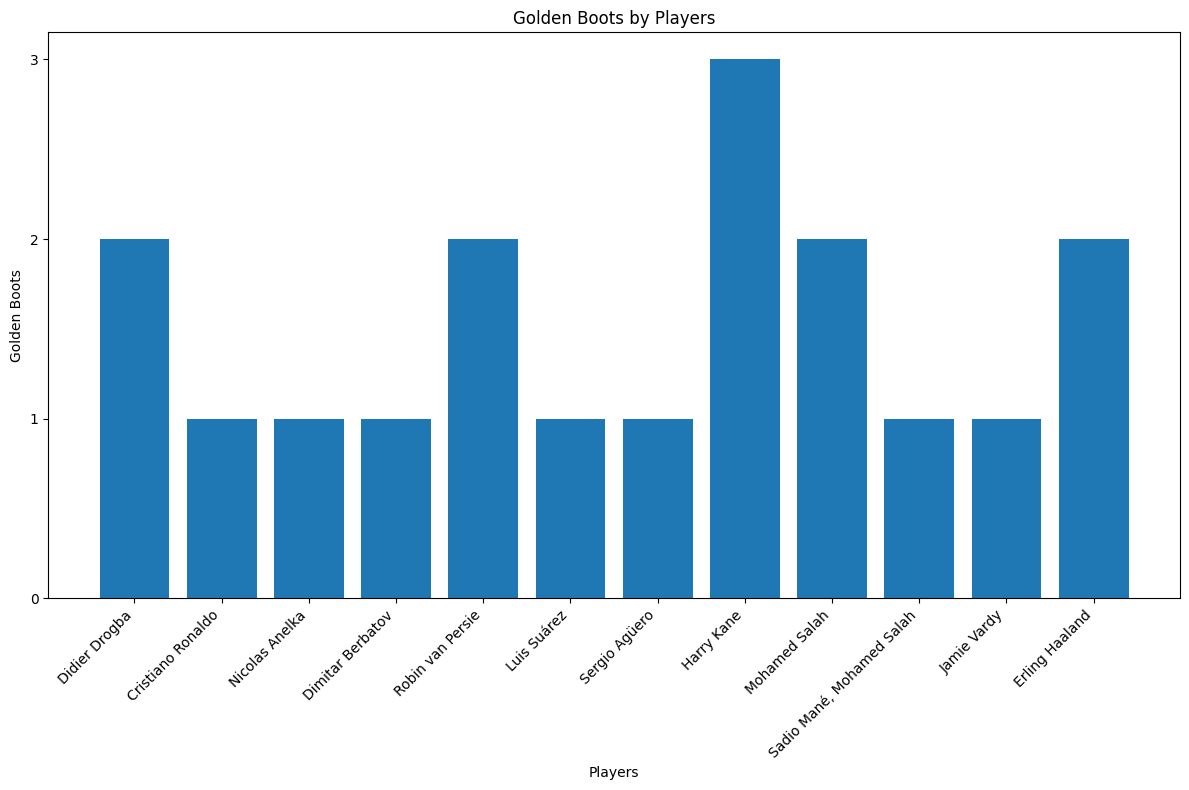 Golden Boots by Players
3
2
1
0
Golden Boots
Didier Drogba
Cristiano Ronaldo
Nicolas Anelka
Dimitar Berbatov
Robin van Persie
Luis Suárez
Sergio Agüero
Harry Kane
Mohamed Salah
Sadio Mané, Mohamed Salah
Jamie Vardy
Erling Haaland
Players